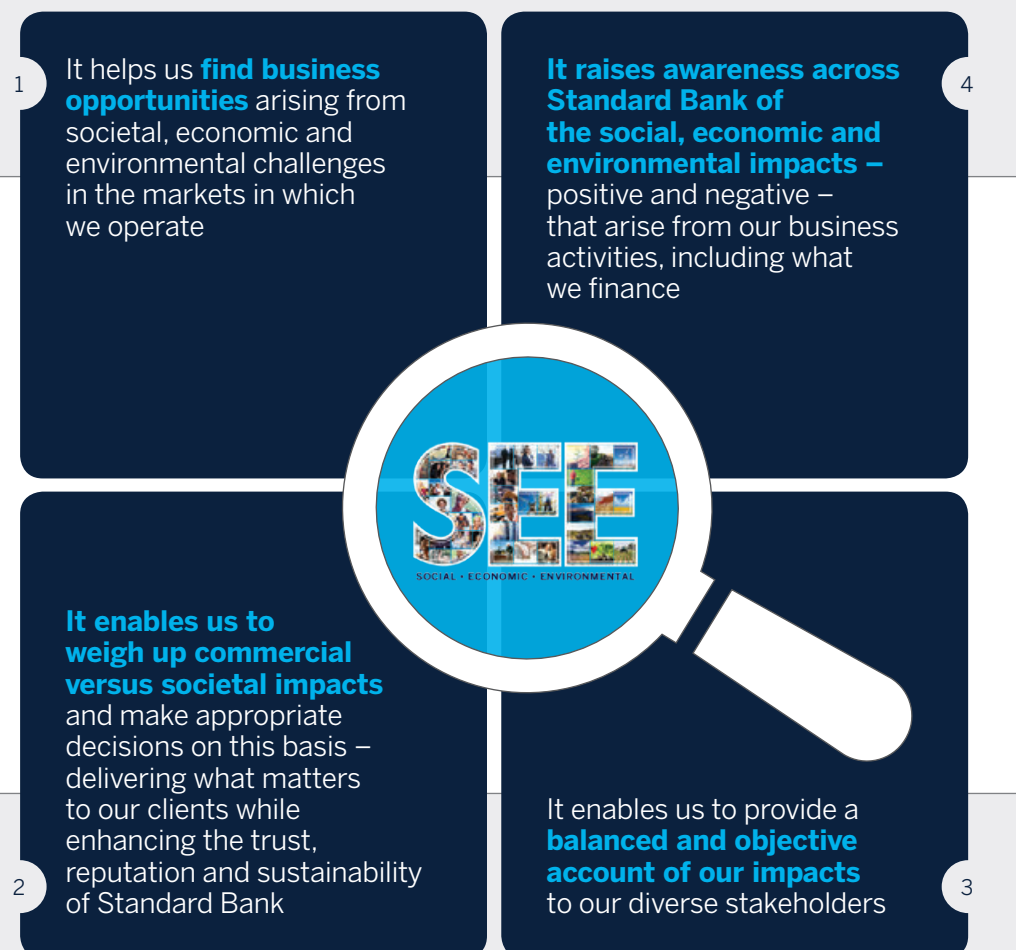 1
It helps us find business
opportunities arising from
societal, economic and
environmental challenges
in the markets in which
we operate
It raises awareness across
Standard Bank of
the social, economic and
environmental impacts –
positive and negative –
that arise from our business
activities, including what
we finance
4
SEE
SOCIAL • ECONOMIC • ENVIRONMENTAL
It enables us to
weigh up commercial
versus societal impacts
and make appropriate
decisions on this basis –
delivering what matters
to our clients while
enhancing the trust,
reputation and sustainability
of Standard Bank
2
It enables us to provide a
balanced and objective
account of our impacts
to our diverse stakeholders
3